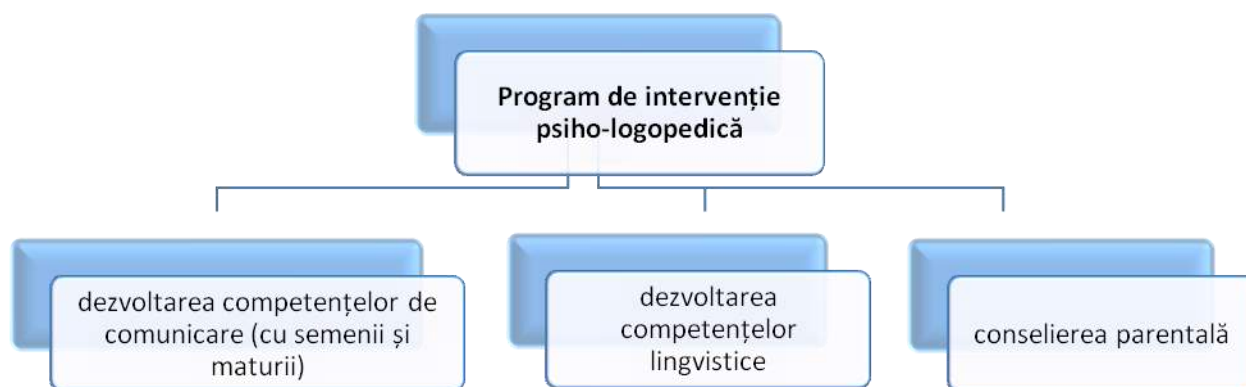 Program de intervenție
psiho-logopedică
dezvoltarea competențelor de
comunicare (cu semenii și
maturii)
dezvoltarea
competențelor
lingvistice
conselierea parentală